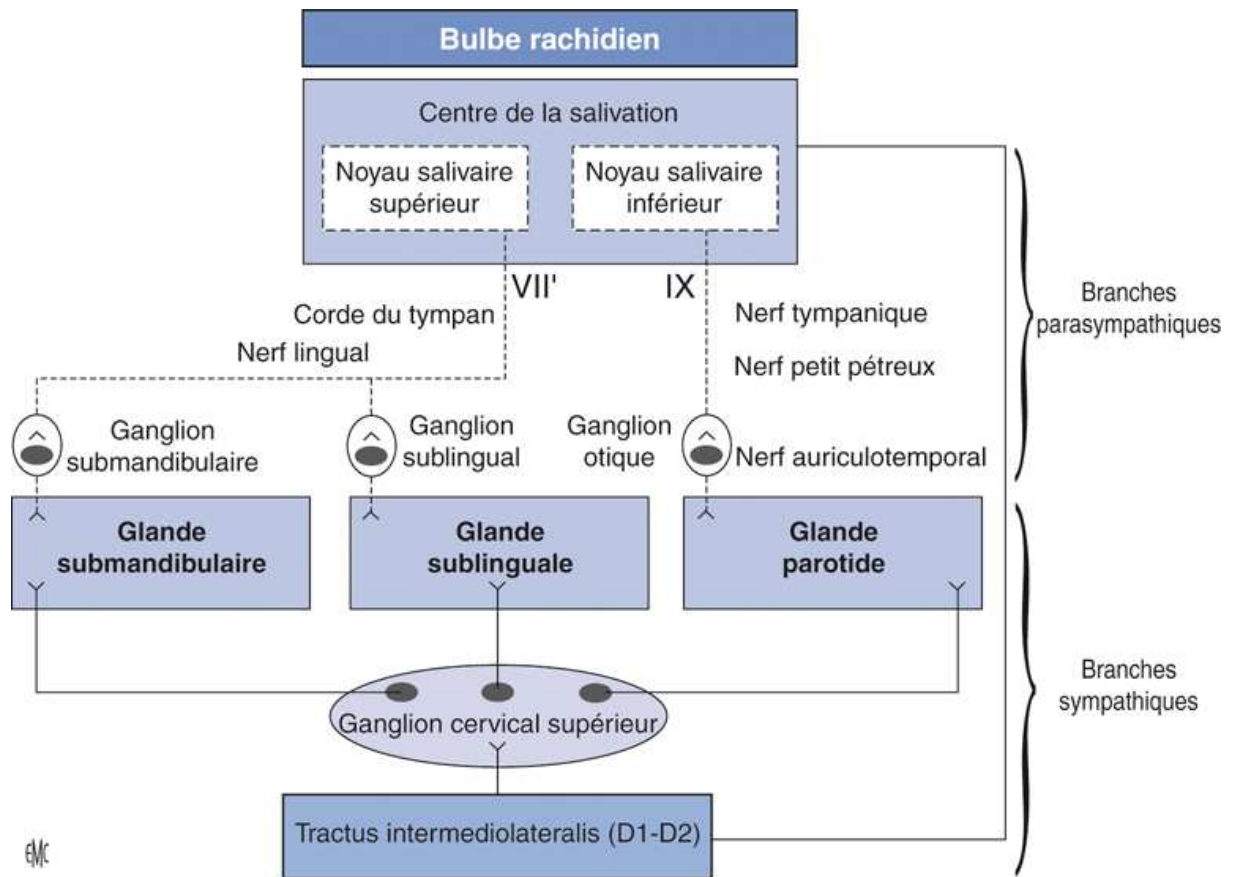 Bulbe rachidien
Centre de la salivation
Noyau salivaire
supérieur
Noyau salivaire
inférieur
VII'
IX
Corde du tympan
Nerf lingual
Nerf tympanique
Nerf petit pétreux
Branches
parasympathiques
Ganglion
submandibulaire
Ganglion
sublingual
Ganglion
otique
Nerf auriculotemporal
Glande
submandibulaire
Glande
sublinguale
Glande
parotide
Ganglion cervical supérieur
Branches
sympathiques
Tractus intermediolateralis (D1-D2)
EMC